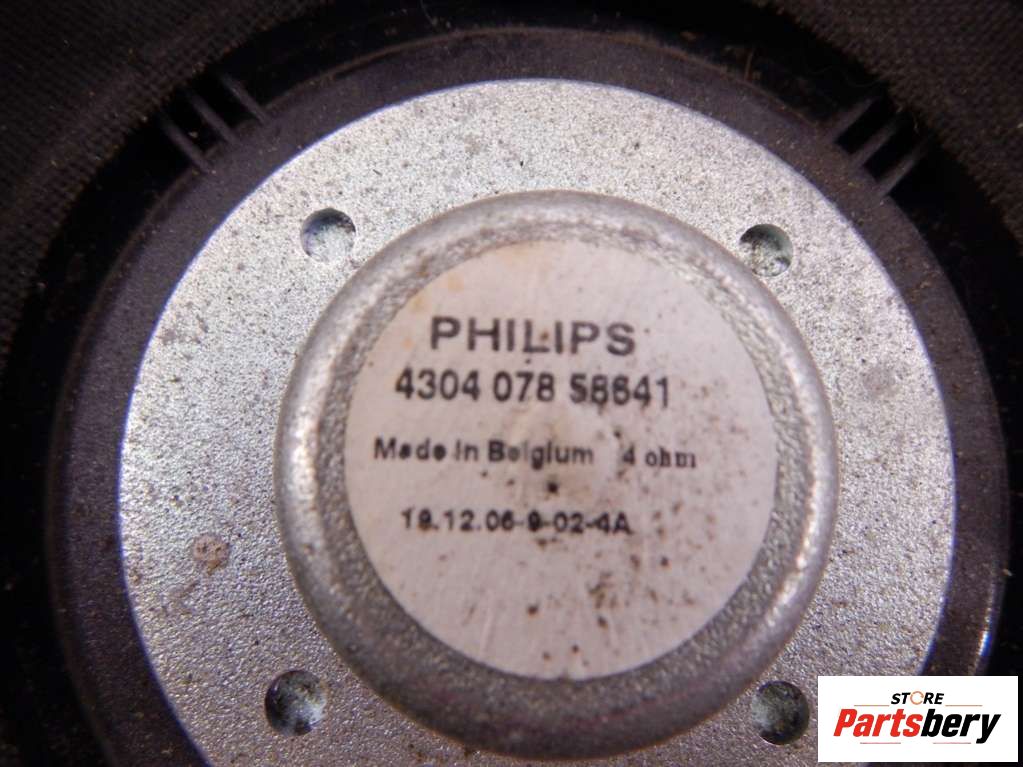 PHILIPS
4304 078 58641
Made in Belgium 4 ohm
19.12.06-9-02-4A
STORE
Partsbery